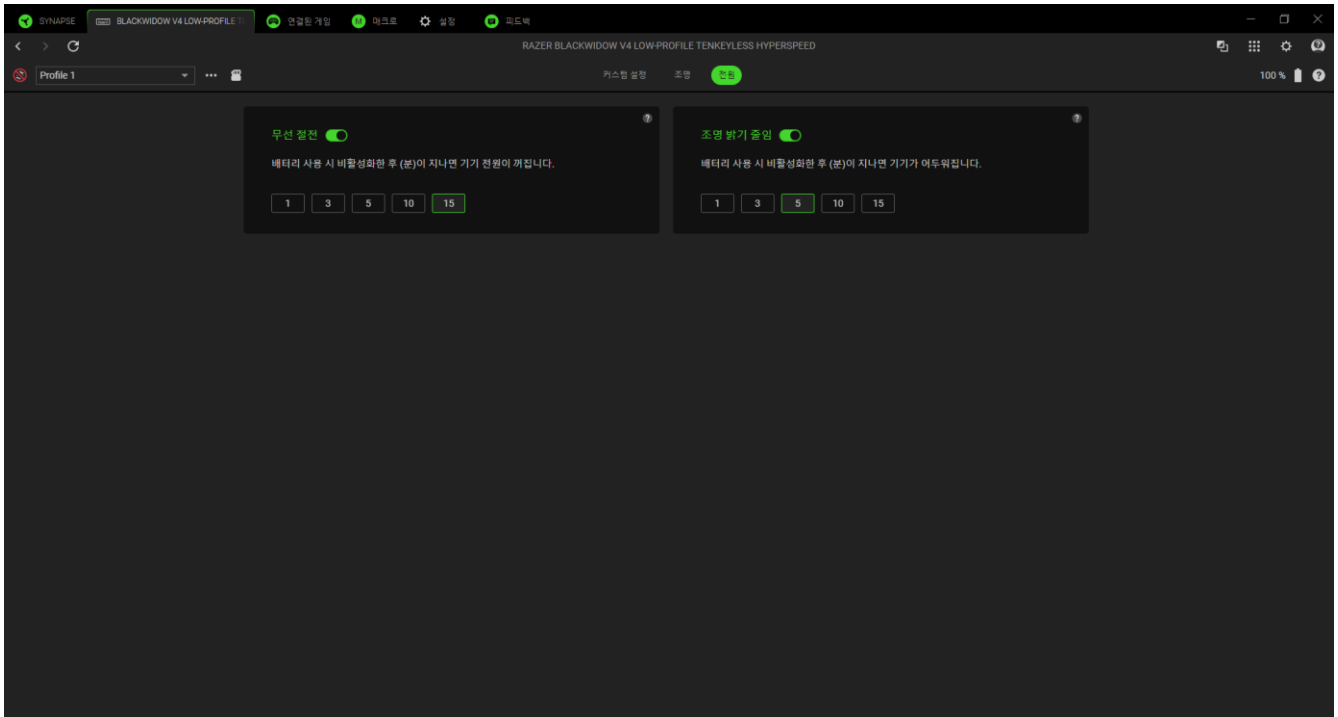 SYNAPSE BLACKWIDOW V4 LOW-PROFILE T 연결된 게임 M 매크로 설정 피드백
RAZER BLACKWIDOW V4 LOW-PROFILE TENKEYLESS HYPERSPEED
Profile 1 커스텀 설정 조명 전원 100 %
무선 절전
배터리 사용 시 비활성화한 후 (분)이 지나면 기기 전원이 꺼집니다.
1 3 5 10 15
조명 밝기 줄임
배터리 사용 시 비활성화한 후 (분)이 지나면 기기가 어두워집니다.
1 3 5 10 15